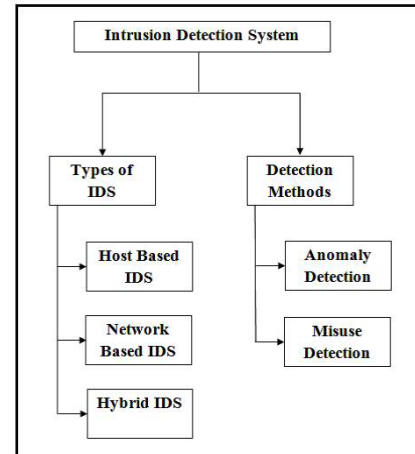 Intrusion Detection System
Types of
IDS
Host Based
IDS
Network
Based IDS
Hybrid IDS
Detection
Methods
Anomaly
Detection
Misuse
Detection